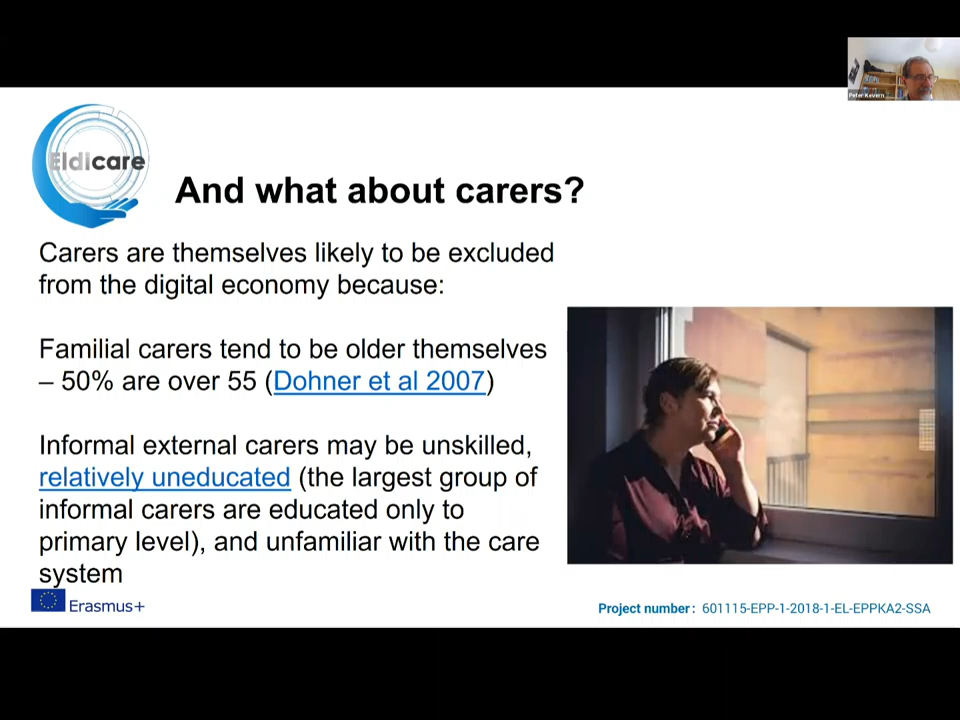 Peter Kevern
Eldicare
And what about carers?
Carers are themselves likely to be excluded
from the digital economy because:
Familial carers tend to be older themselves
– 50% are over 55 (Dohner et al 2007)
Informal external carers may be unskilled,
relatively uneducated (the largest group of
informal carers are educated only to
primary level), and unfamiliar with the care
system
Erasmus+
Project number: 601115-EPP-1-2018-1-EL-EPPKA2-SSA